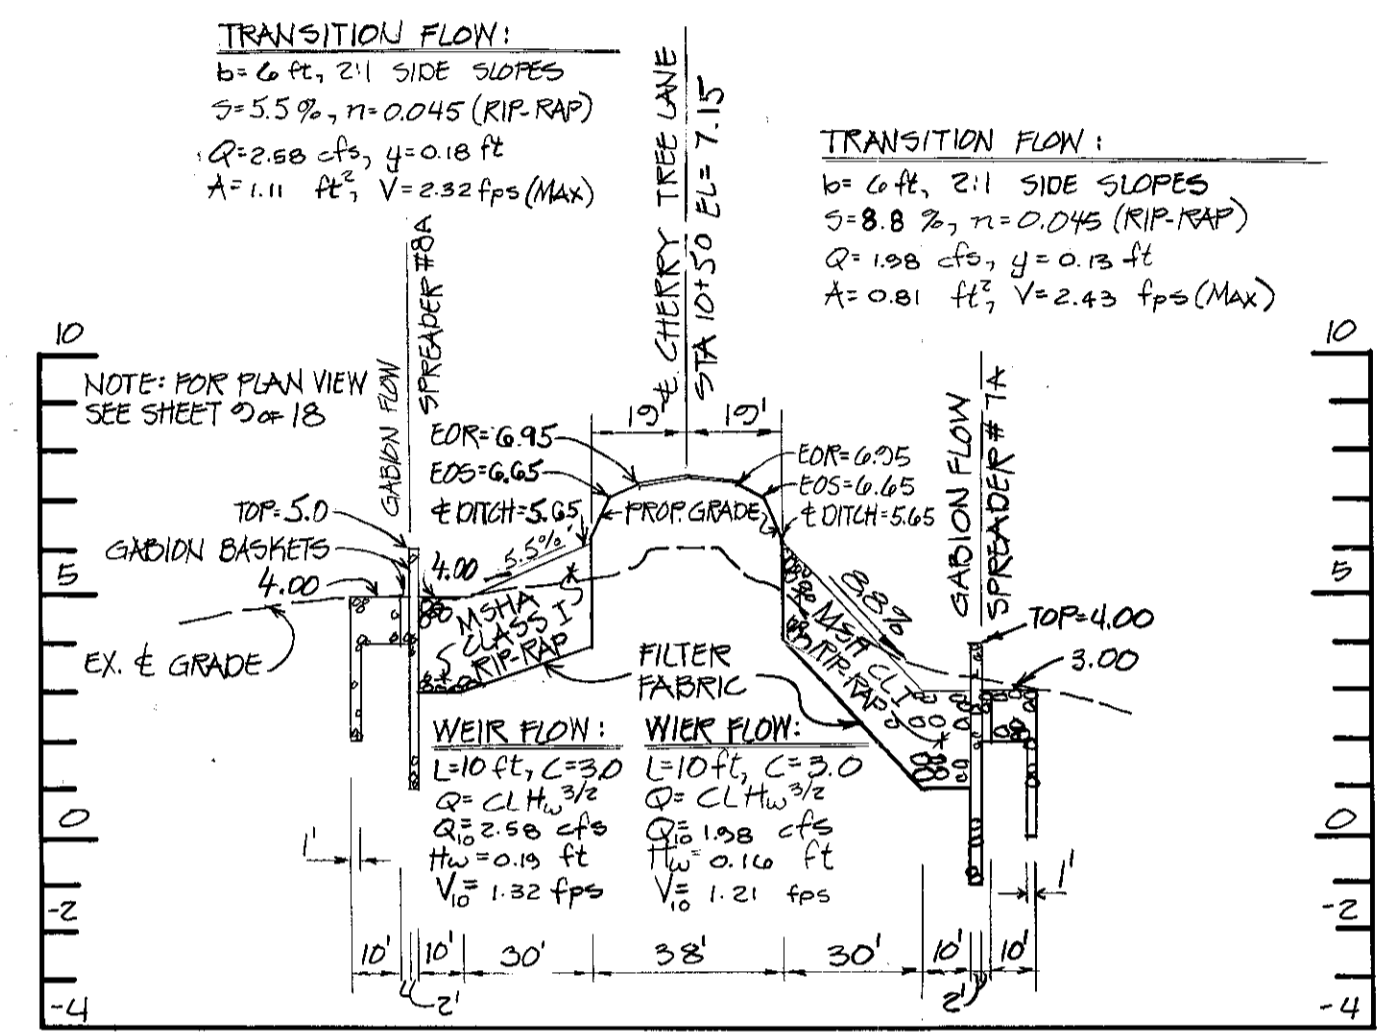 TRANSITION FLOW:
b=6 ft, 2:1 SIDE SLOPES
S=5.5%, n=0.045 (RIP-RAP)
Q=2.58 cfs, y=0.18 ft
A=1.11 ft², V=2.32 fps (MAX)
℄ CHERRY TREE LANE
STA 10+50 EL= 7.15
TRANSITION FLOW:
b= 6 ft, 2:1 SIDE SLOPES
S=8.8 %, n=0.045 (RIP-RAP)
Q= 1.98 cfs, y= 0.13 ft
A= 0.81 ft², V=2.43 fps (MAX)
10
10
NOTE: FOR PLAN VIEW
SEE SHEET 9 OF 18
GABION FLOW
SPREADER #8A
19'
19'
EOR=6.95
EOS=6.65
℄ DITCH=5.65
PROP. GRADE
EOR=6.95
EOS=6.65
℄ DITCH=5.65
GABION FLOW
SPREADER # 7A
TOP=5.0
GABION BASKETS
4.00
4.00
5.5%
8.8%
5
5
TOP=4.00
3.00
EX. ℄ GRADE
MSHA
CLASS I
RIP-RAP
FILTER
FABRIC
MSHA CL I
RIP-RAP
WEIR FLOW:
L=10 ft, C=3.0
Q= CLHw^3/2
Q10= 2.58 cfs
Hw=0.19 ft
V10= 1.32 fps
WIER FLOW:
L=10 ft, C=3.0
Q= CLHw^3/2
Q10= 1.98 cfs
Hw= 0.16 ft
V10= 1.21 fps
0
0
1'
1'
-2
-2
10'
10'
30'
38'
30'
10'
10'
2'
2'
-4
-4